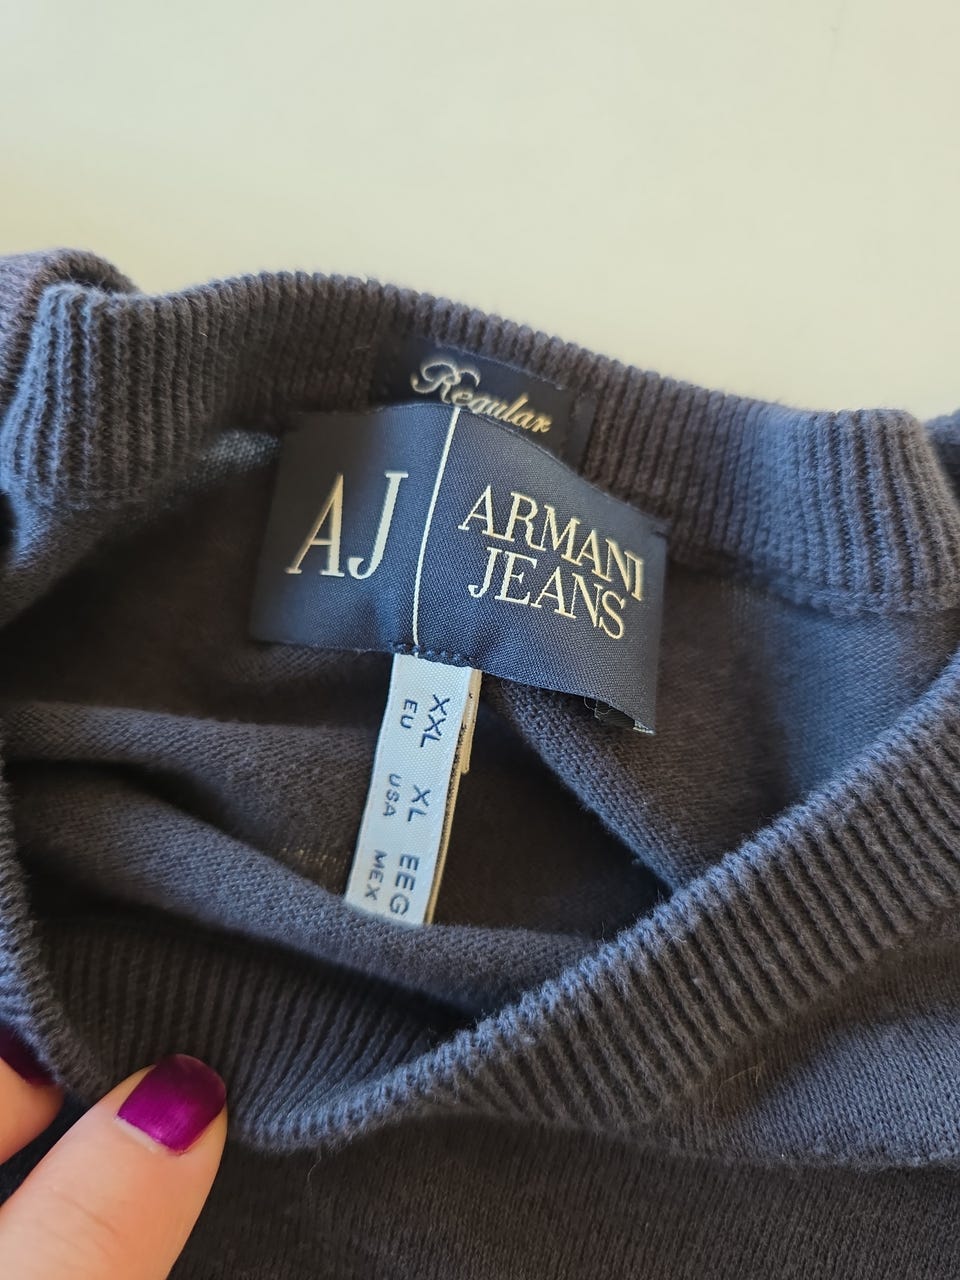 Regular
AJ
ARMANI
JEANS
XXL XL EEG
EU USA MEX